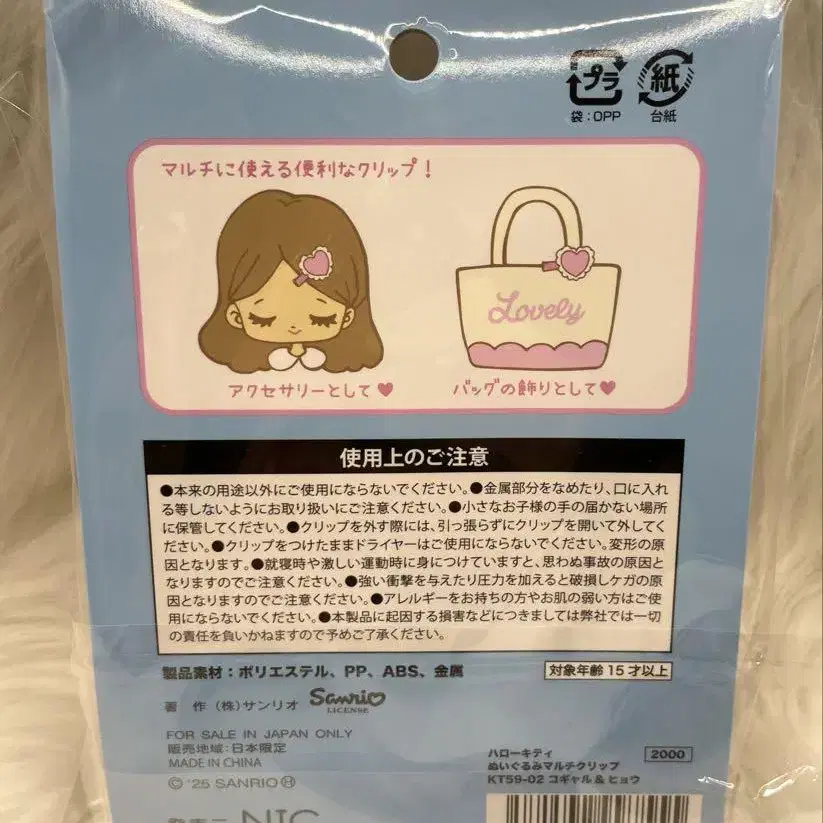 プラ
紙
袋：OPP
台紙
マルチに使える便利なクリップ！
Lovely
アクセサリーとして♥
バッグの飾りとして♥
使用上のご注意
●本来の用途以外にご使用にならないでください。●金属部分をなめたり、口に入れ
る等しないようにお取り扱いにご注意ください。●小さなお子様の手の届かない場所
に保管してください。●クリップを外す際には、引っ張らずにクリップを開いて外してく
ださい。●クリップをつけたままドライヤーはご使用にならないでください。変形の原
因となります。●就寝時や激しい運動時に身につけていますと、思わぬ事故の原因と
なりますのでご注意ください。●強い衝撃を与えたり圧力を加えると破損しケガの原
因となりますのでご注意ください。●アレルギーをお持ちの方やお肌の弱い方はご使
用にならないでください。●本製品に起因する損害などにつきましては弊社では一切
の責任を負いかねますので予めご了承ください。
製品素材：ポリエステル、PP、ABS、金属
対象年齢15才以上
著 作（株）サンリオ Sanrio
LICENSE
FOR SALE IN JAPAN ONLY
販売地域：日本限定
MADE IN CHINA
© '25 SANRIO Ⓗ
ハローキティ
2000
ぬいぐるみマルチクリップ
KT59-02 コギャル＆ヒョウ